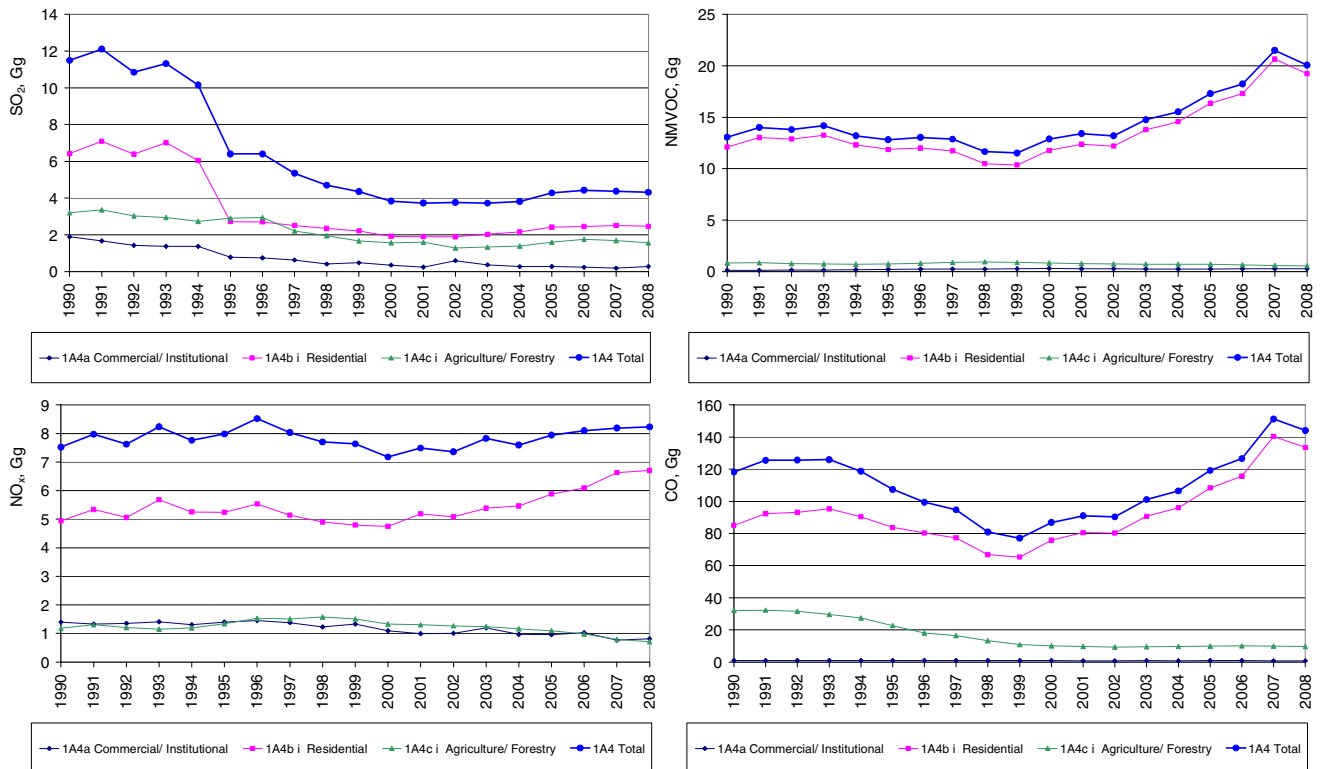 14
12
10
8
6
4
2
0
SO2, Gg
1990 1991 1992 1993 1994 1995 1996 1997 1998 1999 2000 2001 2002 2003 2004 2005 2006 2007 2008
1A4a Commercial/ Institutional 1A4b i Residential 1A4c i Agriculture/ Forestry 1A4 Total
25
20
15
10
5
0
NMVOC, Gg
1990 1991 1992 1993 1994 1995 1996 1997 1998 1999 2000 2001 2002 2003 2004 2005 2006 2007 2008
1A4a Commercial/ Institutional 1A4b i Residential 1A4c i Agriculture/ Forestry 1A4 Total
9
8
7
6
5
4
3
2
1
0
NOx, Gg
1990 1991 1992 1993 1994 1995 1996 1997 1998 1999 2000 2001 2002 2003 2004 2005 2006 2007 2008
1A4a Commercial/ Institutional 1A4b i Residential 1A4c i Agriculture/ Forestry 1A4 Total
160
140
120
100
80
60
40
20
0
CO, Gg
1990 1991 1992 1993 1994 1995 1996 1997 1998 1999 2000 2001 2002 2003 2004 2005 2006 2007 2008
1A4a Commercial/ Institutional 1A4b i Residential 1A4c i Agriculture/ Forestry 1A4 Total